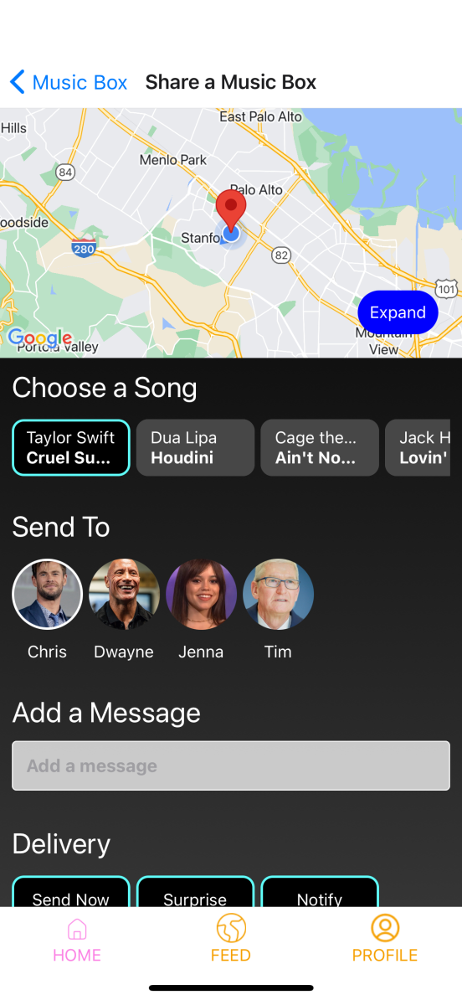 Music Box Share a Music Box
East Palo Alto
Hills
Menlo Park
84
Palo Alto
oodside
Stanfo
280
82
101
Expand
Mountain
View
Google
Portola Valley
Choose a Song
Taylor Swift Dua Lipa Cage the... Jack H
Cruel Su... Houdini Ain't No... Lovin'
Send To
Chris Dwayne Jenna Tim
Add a Message
Add a message
Delivery
Send Now Surprise Notify
HOME FEED PROFILE